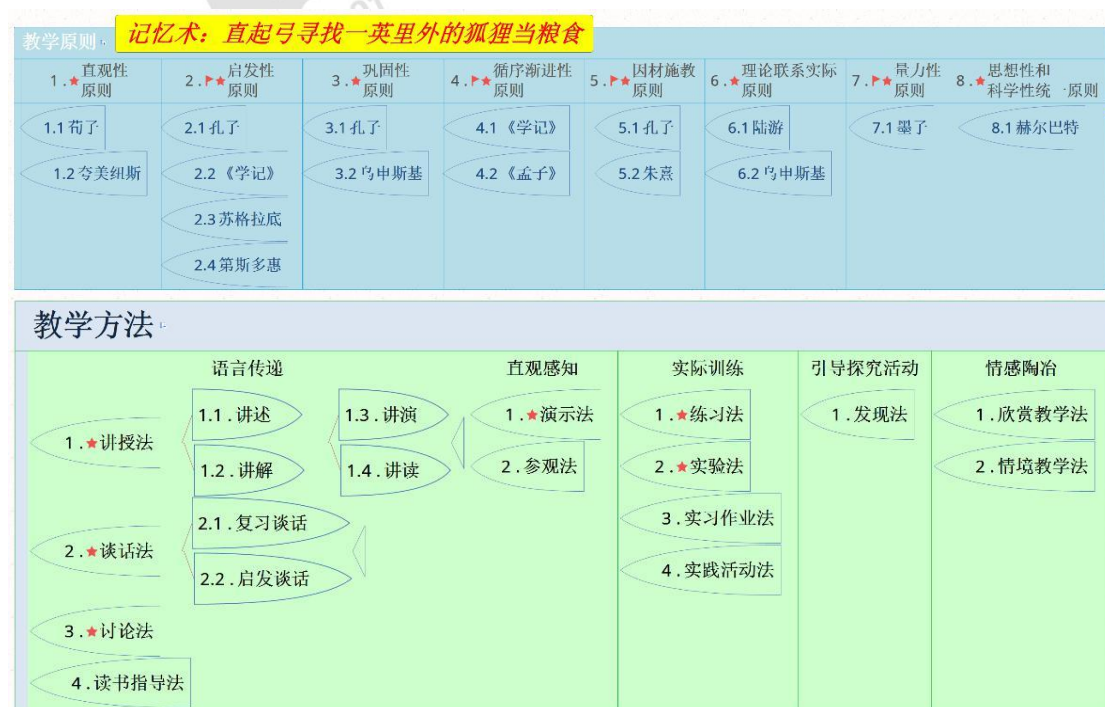 记忆术：直起弓寻找一英里外的狐狸当粮食
教学原则
1.★直观性原则
2.★启发性原则
3.★巩固性原则
4.★循序渐进性原则
5.★因材施教原则
6.★理论联系实际原则
7.★量力性原则
8.★思想性和科学性统一原则
1.1荀子
2.1孔子
3.1孔子
4.1《学记》
5.1孔子
6.1陆游
7.1墨子
8.1赫尔巴特
1.2夸美纽斯
2.2《学记》
3.2乌申斯基
4.2《孟子》
5.2朱熹
6.2乌申斯基
2.3苏格拉底
2.4第斯多惠
教学方法
语言传递
直观感知
实际训练
引导探究活动
情感陶冶
1.★讲授法
1.1.讲述
1.2.讲解
1.3.讲演
1.4.讲读
2.★谈话法
2.1.复习谈话
2.2.启发谈话
3.★讨论法
4.读书指导法
1.★演示法
2.参观法
1.★练习法
2.★实验法
3.实习作业法
4.实践活动法
1.发现法
1.欣赏教学法
2.情境教学法